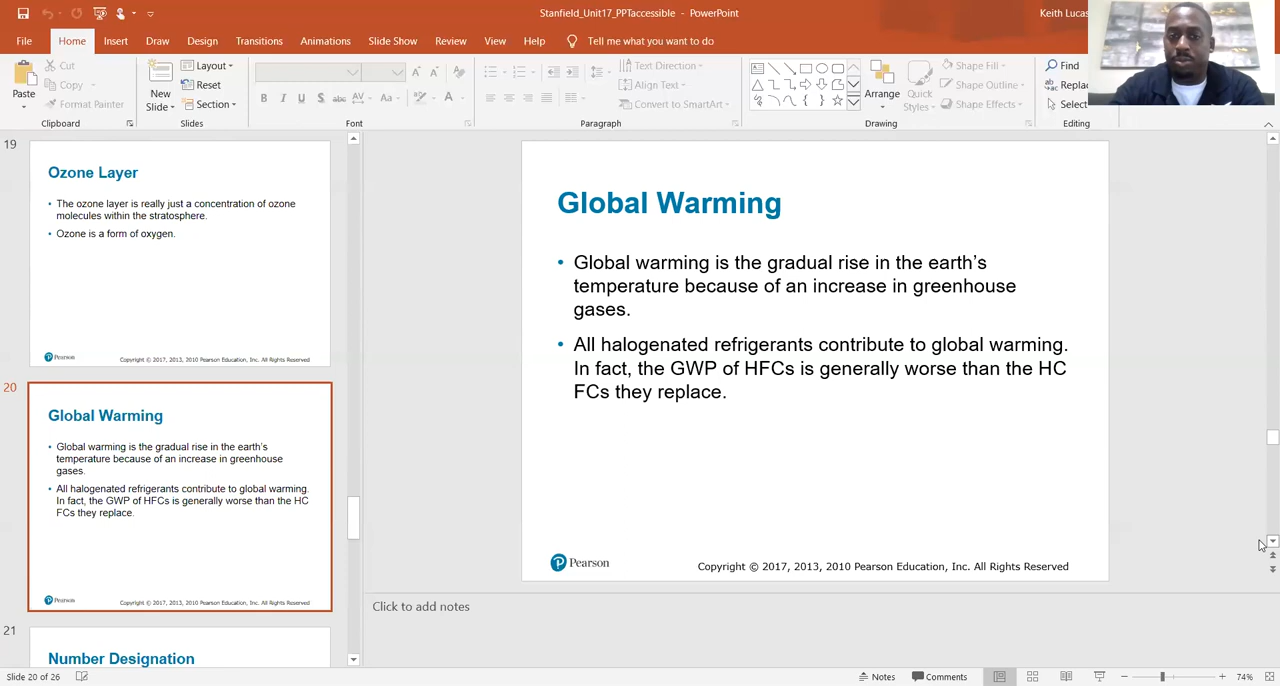 Stanfield_Unit17_PPTaccessible - PowerPoint
Keith Lucas
File Home Insert Draw Design Transitions Animations Slide Show Review View Help Tell me what you want to do
Paste
Cut
Copy
Format Painter
Clipboard
New
Slide
Layout
Reset
Section
Slides
B I U S abc AV Aa A
Font
Text Direction
Align Text
Convert to SmartArt
Paragraph
Arrange
Quick
Styles
Shape Fill
Shape Outline
Shape Effects
Drawing
Find
Select
Editing
19
Ozone Layer
• The ozone layer is really just a concentration of ozone
molecules within the stratosphere.
• Ozone is a form of oxygen.
Pearson
Copyright © 2017, 2013, 2010 Pearson Education, Inc. All Rights Reserved
20
Global Warming
• Global warming is the gradual rise in the earth's
temperature because of an increase in greenhouse
gases.
• All halogenated refrigerants contribute to global warming.
In fact, the GWP of HFCs is generally worse than the HC
FCs they replace.
Pearson
Copyright © 2017, 2013, 2010 Pearson Education, Inc. All Rights Reserved
21
Number Designation
Global Warming
• Global warming is the gradual rise in the earth's
temperature because of an increase in greenhouse
gases.
• All halogenated refrigerants contribute to global warming.
In fact, the GWP of HFCs is generally worse than the HC
FCs they replace.
Pearson
Copyright © 2017, 2013, 2010 Pearson Education, Inc. All Rights Reserved
Click to add notes
Slide 20 of 26
Notes
Comments
74%